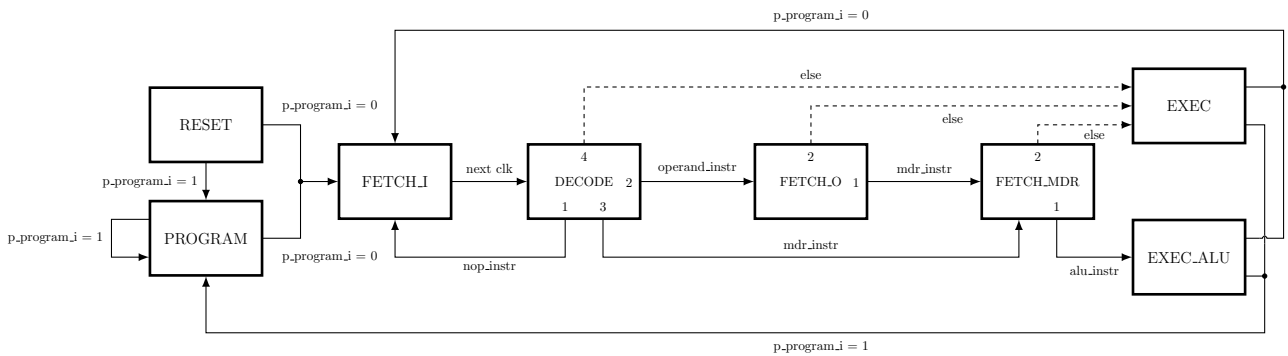 p_program_i = 0
else
RESET
p_program_i = 0
else
EXEC
else
p_program_i = 1
FETCH_I
next clk
4
DECODE
2
1
3
operand_instr
2
FETCH_O
1
mdr_instr
2
FETCH_MDR
1
p_program_i = 1
PROGRAM
p_program_i = 0
nop_instr
mdr_instr
alu_instr
EXEC_ALU
p_program_i = 1